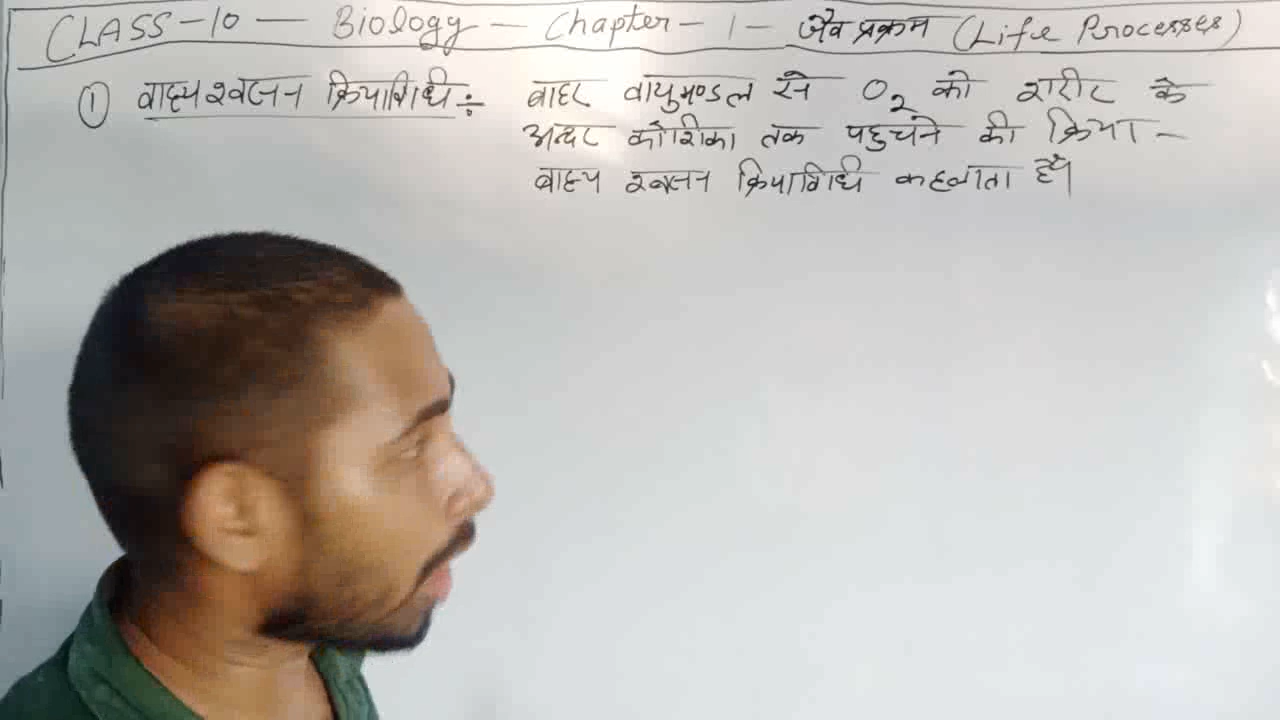 CLASS-10 — Biology — Chapter - 1 - जैव प्रक्रम (Life Processes)
① वाह्य श्वसन क्रियाविधि ÷ बाहर वायुमण्डल से O₂ को शरीर के
अन्दर कोशिका तक पहुचने की क्रिया -
बाह्य श्वसन क्रियाविधि कहलाता है।